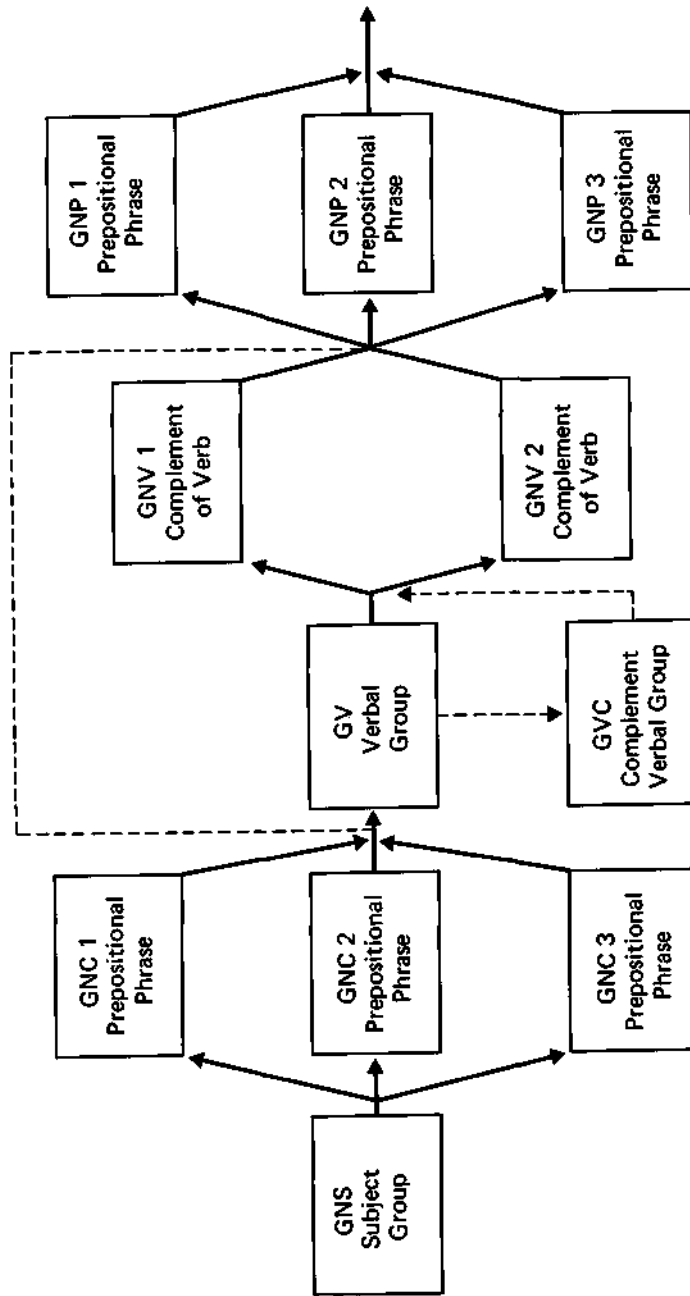 GNS
Subject
Group
GNC 1
Prepositional
Phrase
GNC 2
Prepositional
Phrase
GNC 3
Prepositional
Phrase
GV
Verbal
Group
GVC
Complement
Verbal Group
GNV 1
Complement
of Verb
GNV 2
Complement
of Verb
GNP 1
Prepositional
Phrase
GNP 2
Prepositional
Phrase
GNP 3
Prepositional
Phrase